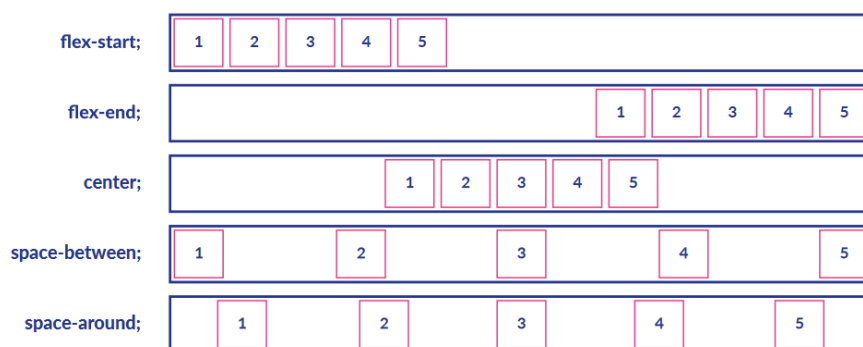 flex-start; 1 2 3 4 5
flex-end; 1 2 3 4 5
center; 1 2 3 4 5
space-between; 1 2 3 4 5
space-around; 1 2 3 4 5